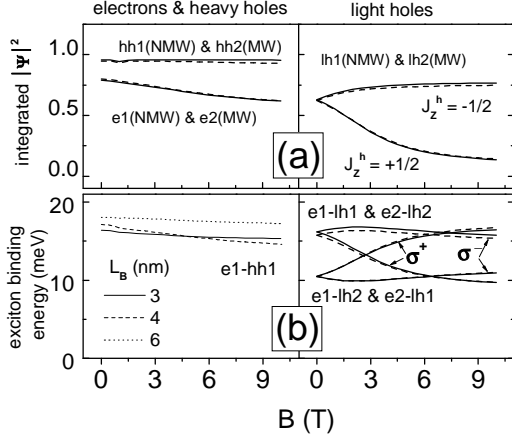 electrons & heavy holes
light holes
integrated |Ψ|²
1.0
0.5
0.0
hh1(NMW) & hh2(MW)
e1(NMW) & e2(MW)
(a)
lh1(NMW) & lh2(MW)
J_z^h = -1/2
J_z^h = +1/2
exciton binding
energy (meV)
20
10
0
e1-hh1
L_B (nm)
3
4
6
(b)
e1-lh1 & e2-lh2
σ⁺
σ⁻
e1-lh2 & e2-lh1
0 3 6 9
0 3 6 9
B (T)